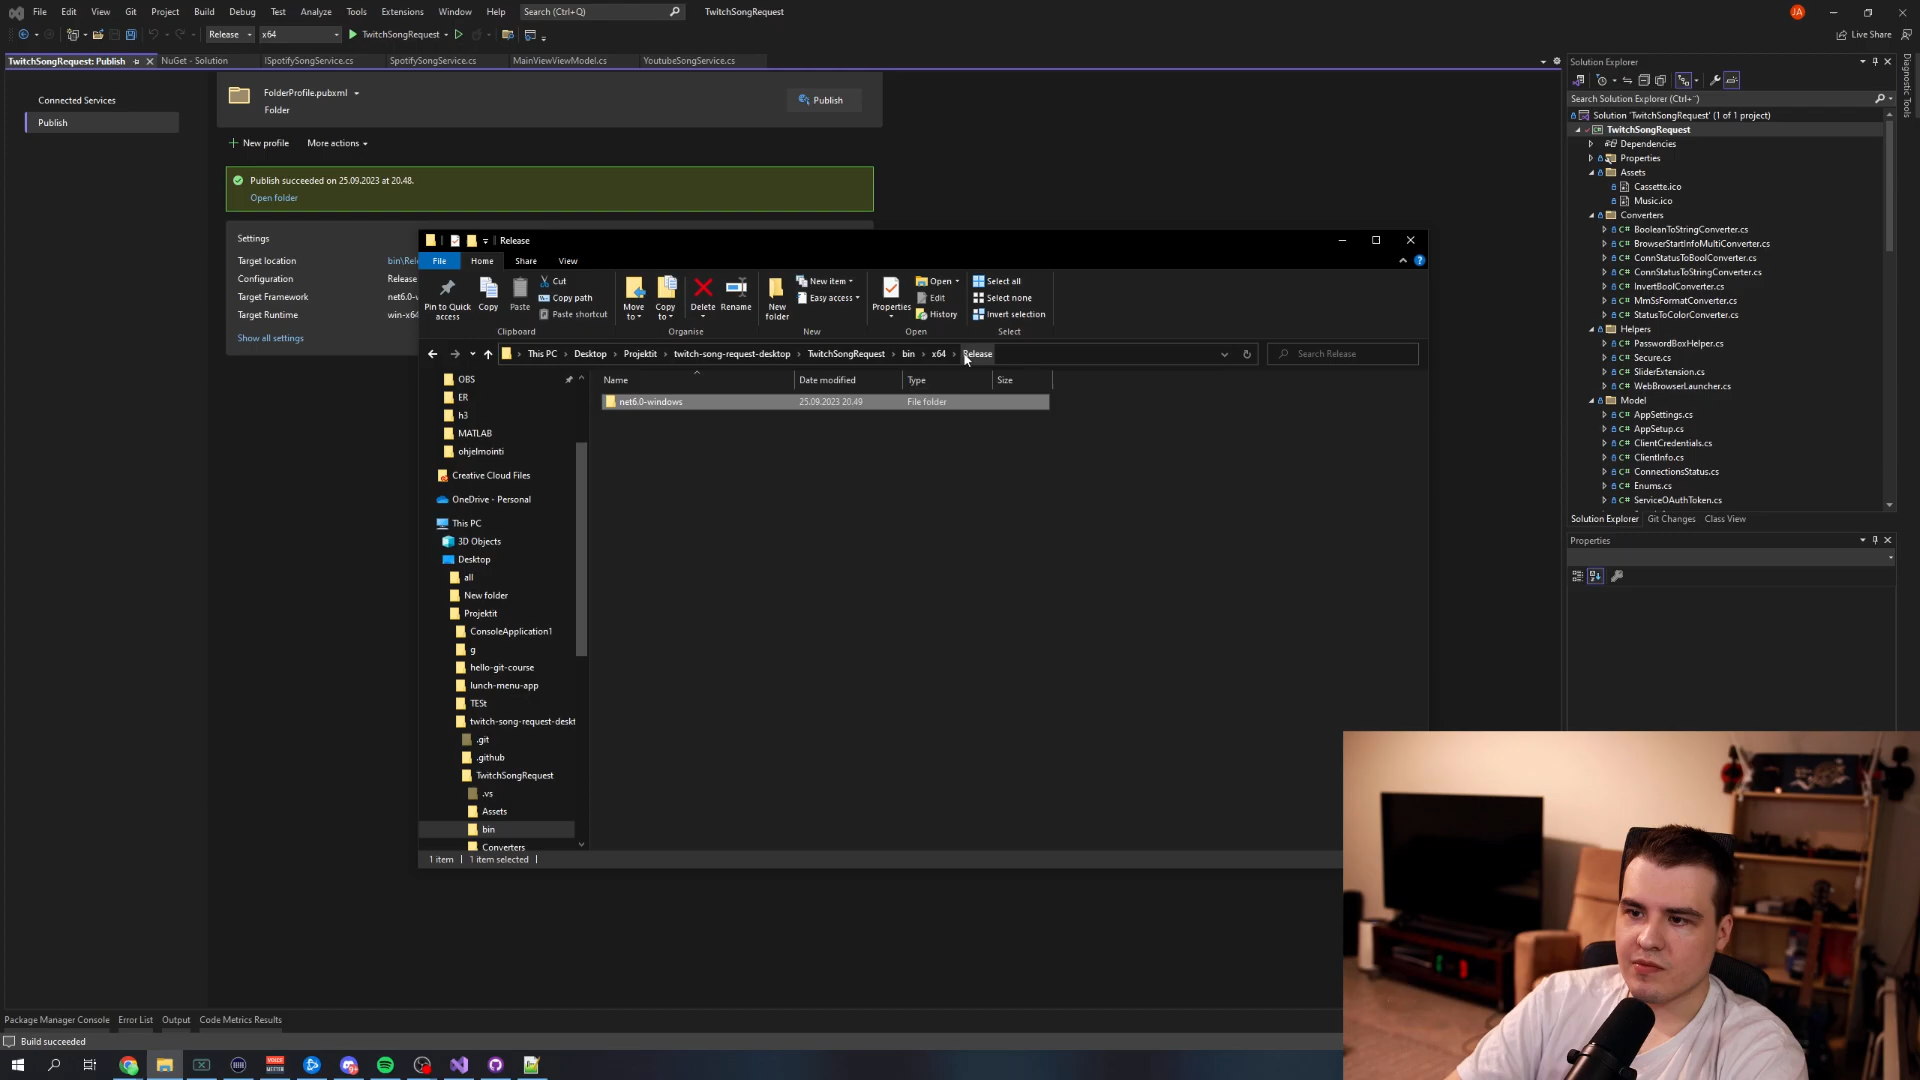 File Edit View Git Project Build Debug Test Analyze Tools Extensions Window Help Search (Ctrl+Q) TwitchSongRequest JA
Release x64 TwitchSongRequest Live Share
TwitchSongRequest: Publish NuGet - Solution ISpotifySongService.cs SpotifySongService.cs MainViewViewModel.cs YoutubeSongService.cs
Connected Services
Publish
FolderProfile.pubxml
Folder
Publish
New profile More actions
Publish succeeded on 25.09.2023 at 20.48.
Open folder
Settings
Target location bin\Rel
Configuration Release
Target Framework net6.0-w
Target Runtime win-x64
Show all settings
Release
File Home Share View
Pin to Quick access
Copy
Paste
Cut
Copy path
Paste shortcut
Clipboard
Move to
Copy to
Delete
Rename
Organise
New folder
New item
Easy access
New
Properties
Open
Edit
History
Open
Select all
Select none
Invert selection
Select
This PC Desktop Projektit twitch-song-request-desktop TwitchSongRequest bin x64 Release
Search Release
Name Date modified Type Size
net6.0-windows 25.09.2023 20.49 File folder
OBS
ER
h3
MATLAB
ohjelmointi
Creative Cloud Files
OneDrive - Personal
This PC
3D Objects
Desktop
all
New folder
Projektit
ConsoleApplication1
g
hello-git-course
lunch-menu-app
TESt
twitch-song-request-deskt
.git
.github
TwitchSongRequest
.vs
Assets
bin
Converters
1 item 1 item selected
Solution Explorer
Search Solution Explorer (Ctrl+¨)
Solution 'TwitchSongRequest' (1 of 1 project)
TwitchSongRequest
Dependencies
Properties
Assets
Cassette.ico
Music.ico
Converters
C# BooleanToStringConverter.cs
C# BrowserStartInfoMultiConverter.cs
C# ConnStatusToBoolConverter.cs
C# ConnStatusToStringConverter.cs
C# InvertBoolConverter.cs
C# MmSsFormatConverter.cs
C# StatusToColorConverter.cs
Helpers
C# PasswordBoxHelper.cs
C# Secure.cs
C# SliderExtension.cs
C# WebBrowserLauncher.cs
Model
C# AppSettings.cs
C# AppSetup.cs
C# ClientCredentials.cs
C# ClientInfo.cs
C# ConnectionsStatus.cs
C# Enums.cs
C# ServiceOAuthToken.cs
Solution Explorer Git Changes Class View
Properties
Diagnostic Tools
Package Manager Console Error List Output Code Metrics Results
Build succeeded